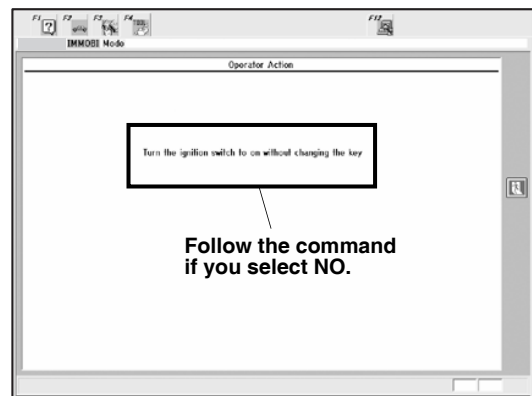 F1 F2 F3 F4 F12
IMMOBI Mode
Operator Action
Turn the ignition switch to on without changing the key
Follow the command
if you select NO.